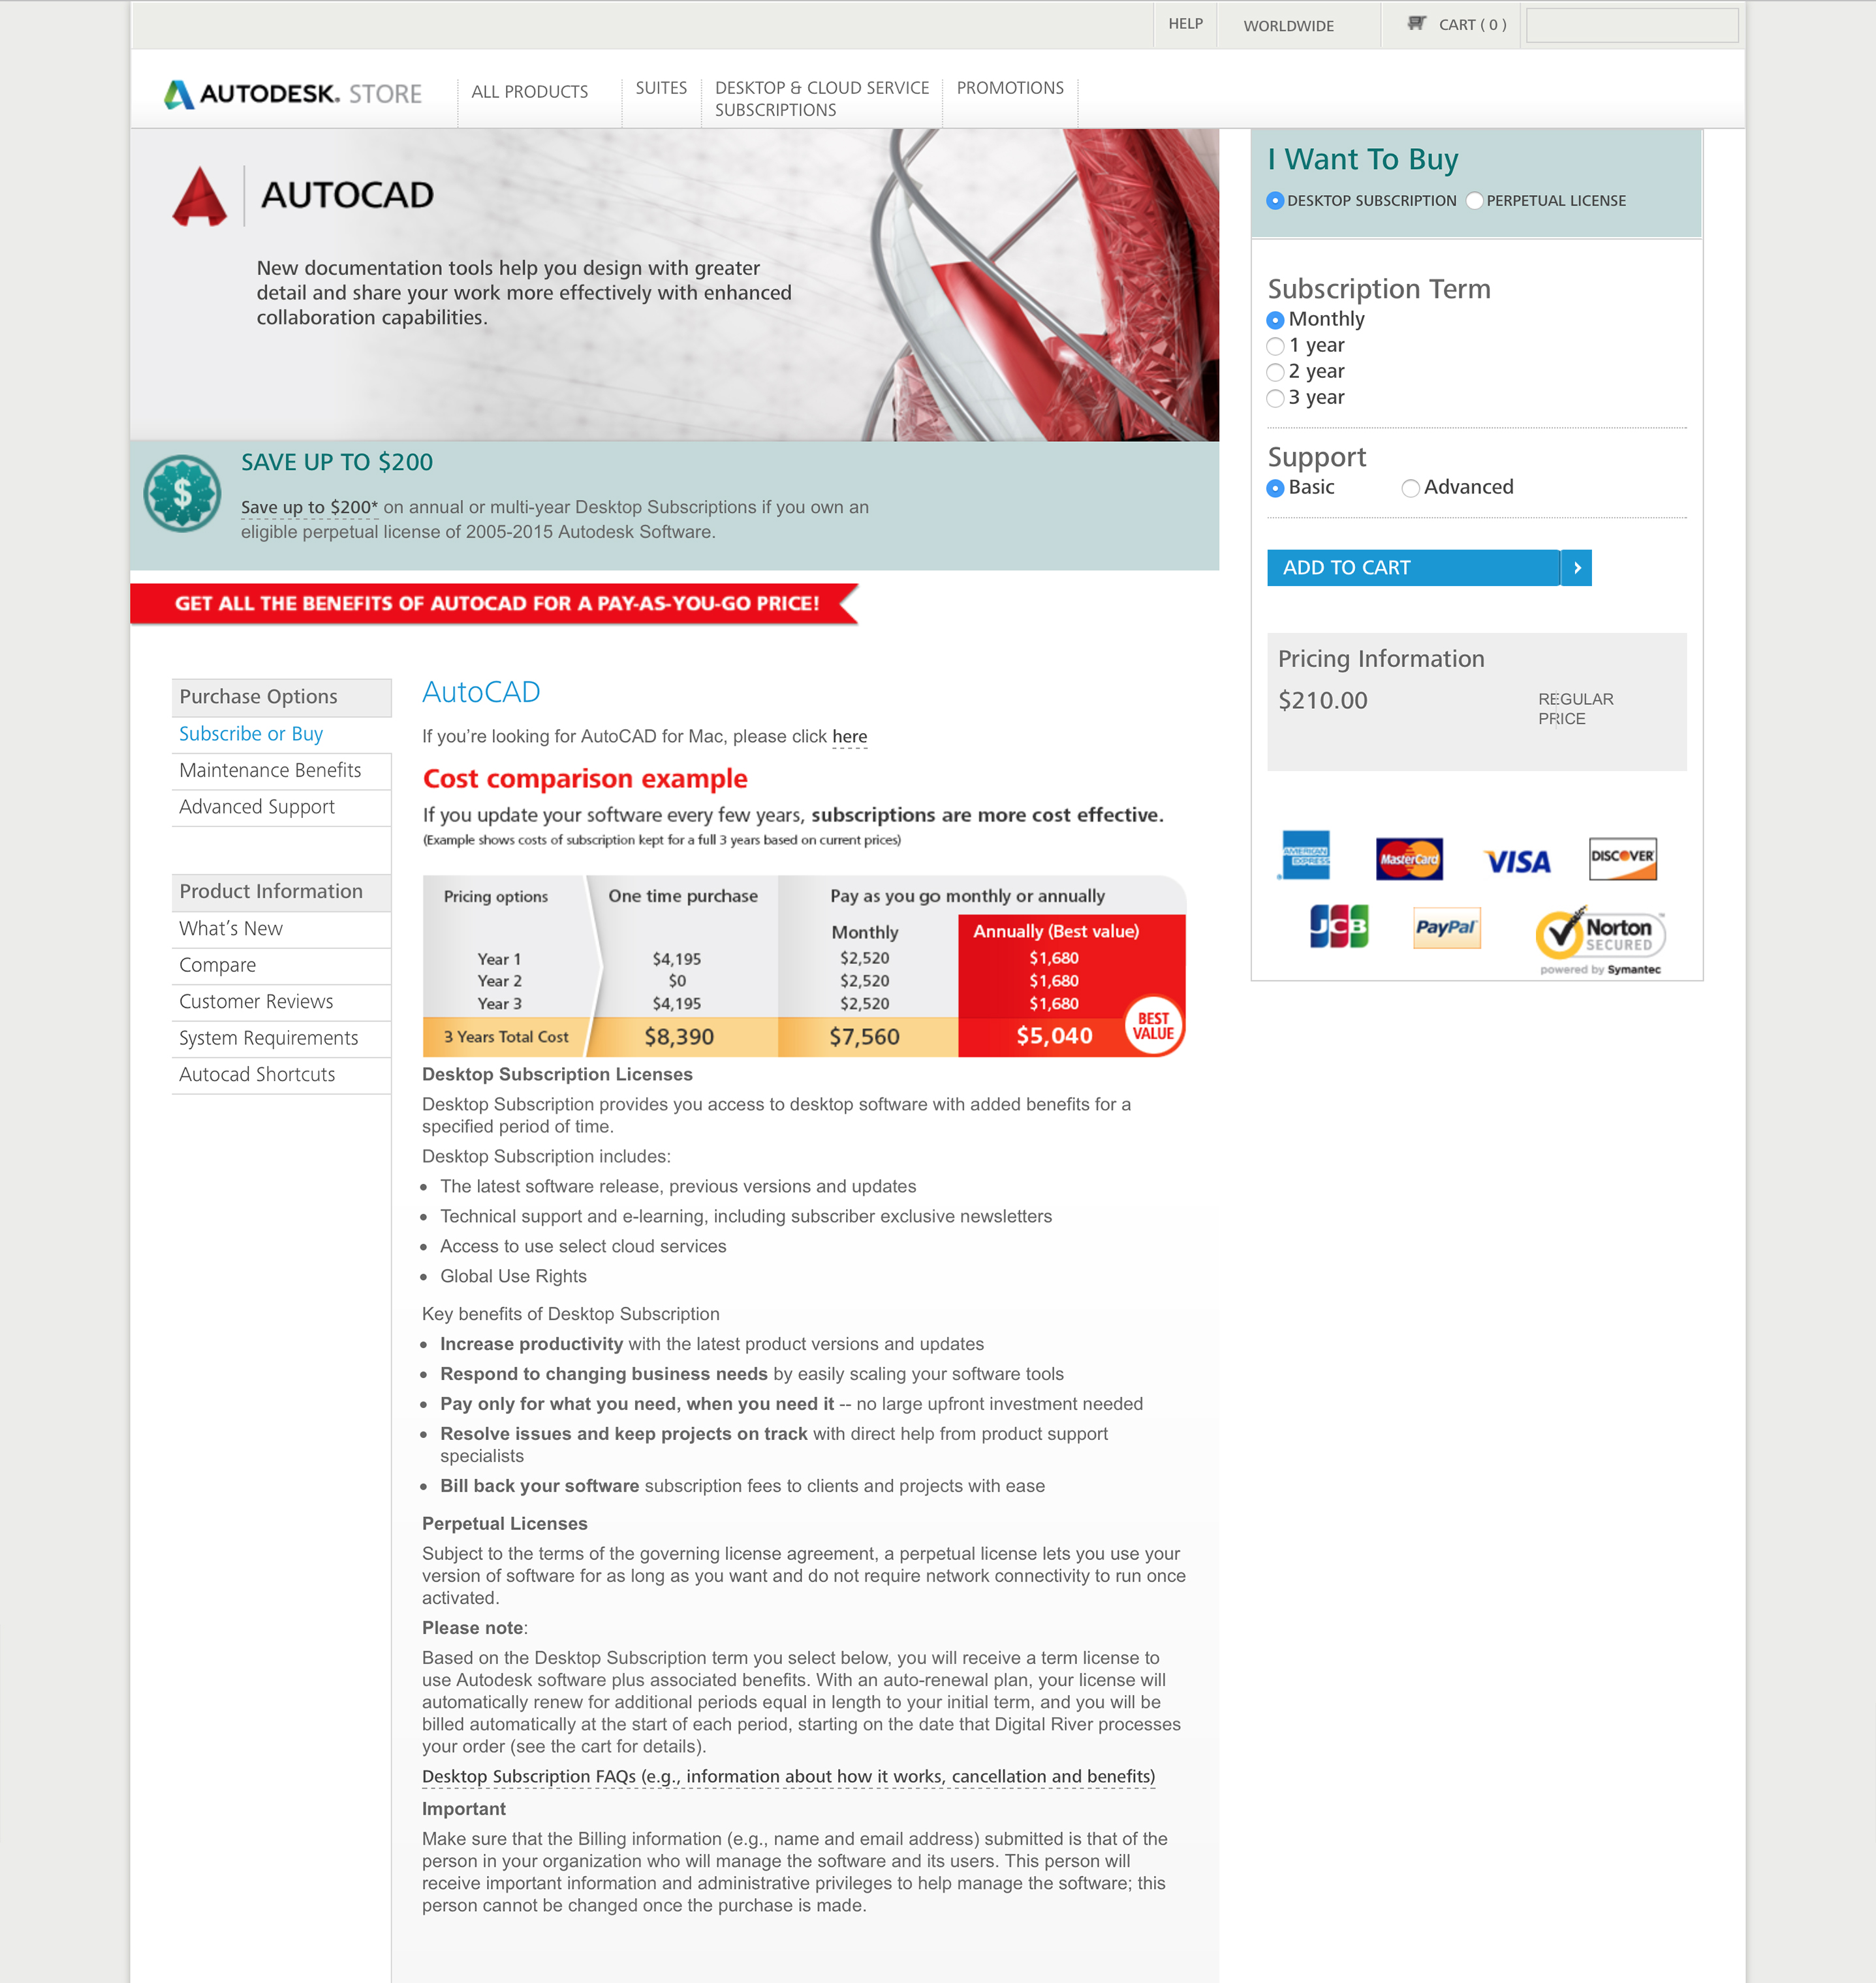 HELP
WORLDWIDE
CART ( 0 )
AUTODESK. STORE
ALL PRODUCTS
SUITES
DESKTOP & CLOUD SERVICE
SUBSCRIPTIONS
PROMOTIONS
AUTOCAD
New documentation tools help you design with greater
detail and share your work more effectively with enhanced
collaboration capabilities.
SAVE UP TO $200
Save up to $200* on annual or multi-year Desktop Subscriptions if you own an
eligible perpetual license of 2005-2015 Autodesk Software.
GET ALL THE BENEFITS OF AUTOCAD FOR A PAY-AS-YOU-GO PRICE!
I Want To Buy
DESKTOP SUBSCRIPTION PERPETUAL LICENSE
Subscription Term
Monthly
1 year
2 year
3 year
Support
Basic Advanced
ADD TO CART
Pricing Information
$210.00
REGULAR
PRICE
AMERICAN
EXPRESS
MasterCard
VISA
DISCOVER
JCB
PayPal
Norton
SECURED
powered by Symantec
Purchase Options
Subscribe or Buy
Maintenance Benefits
Advanced Support
Product Information
What's New
Compare
Customer Reviews
System Requirements
Autocad Shortcuts
AutoCAD
If you're looking for AutoCAD for Mac, please click here
Cost comparison example
If you update your software every few years, subscriptions are more cost effective.
(Example shows costs of subscription kept for a full 3 years based on current prices)
Pricing options One time purchase Pay as you go monthly or annually
Monthly Annually (Best value)
Year 1 $4,195 $2,520 $1,680
Year 2 $0 $2,520 $1,680
Year 3 $4,195 $2,520 $1,680
3 Years Total Cost $8,390 $7,560 $5,040
BEST
VALUE
Desktop Subscription Licenses
Desktop Subscription provides you access to desktop software with added benefits for a
specified period of time.
Desktop Subscription includes:
• The latest software release, previous versions and updates
• Technical support and e-learning, including subscriber exclusive newsletters
• Access to use select cloud services
• Global Use Rights
Key benefits of Desktop Subscription
• Increase productivity with the latest product versions and updates
• Respond to changing business needs by easily scaling your software tools
• Pay only for what you need, when you need it -- no large upfront investment needed
• Resolve issues and keep projects on track with direct help from product support
specialists
• Bill back your software subscription fees to clients and projects with ease
Perpetual Licenses
Subject to the terms of the governing license agreement, a perpetual license lets you use your
version of software for as long as you want and do not require network connectivity to run once
activated.
Please note:
Based on the Desktop Subscription term you select below, you will receive a term license to
use Autodesk software plus associated benefits. With an auto-renewal plan, your license will
automatically renew for additional periods equal in length to your initial term, and you will be
billed automatically at the start of each period, starting on the date that Digital River processes
your order (see the cart for details).
Desktop Subscription FAQs (e.g., information about how it works, cancellation and benefits)
Important
Make sure that the Billing information (e.g., name and email address) submitted is that of the
person in your organization who will manage the software and its users. This person will
receive important information and administrative privileges to help manage the software; this
person cannot be changed once the purchase is made.